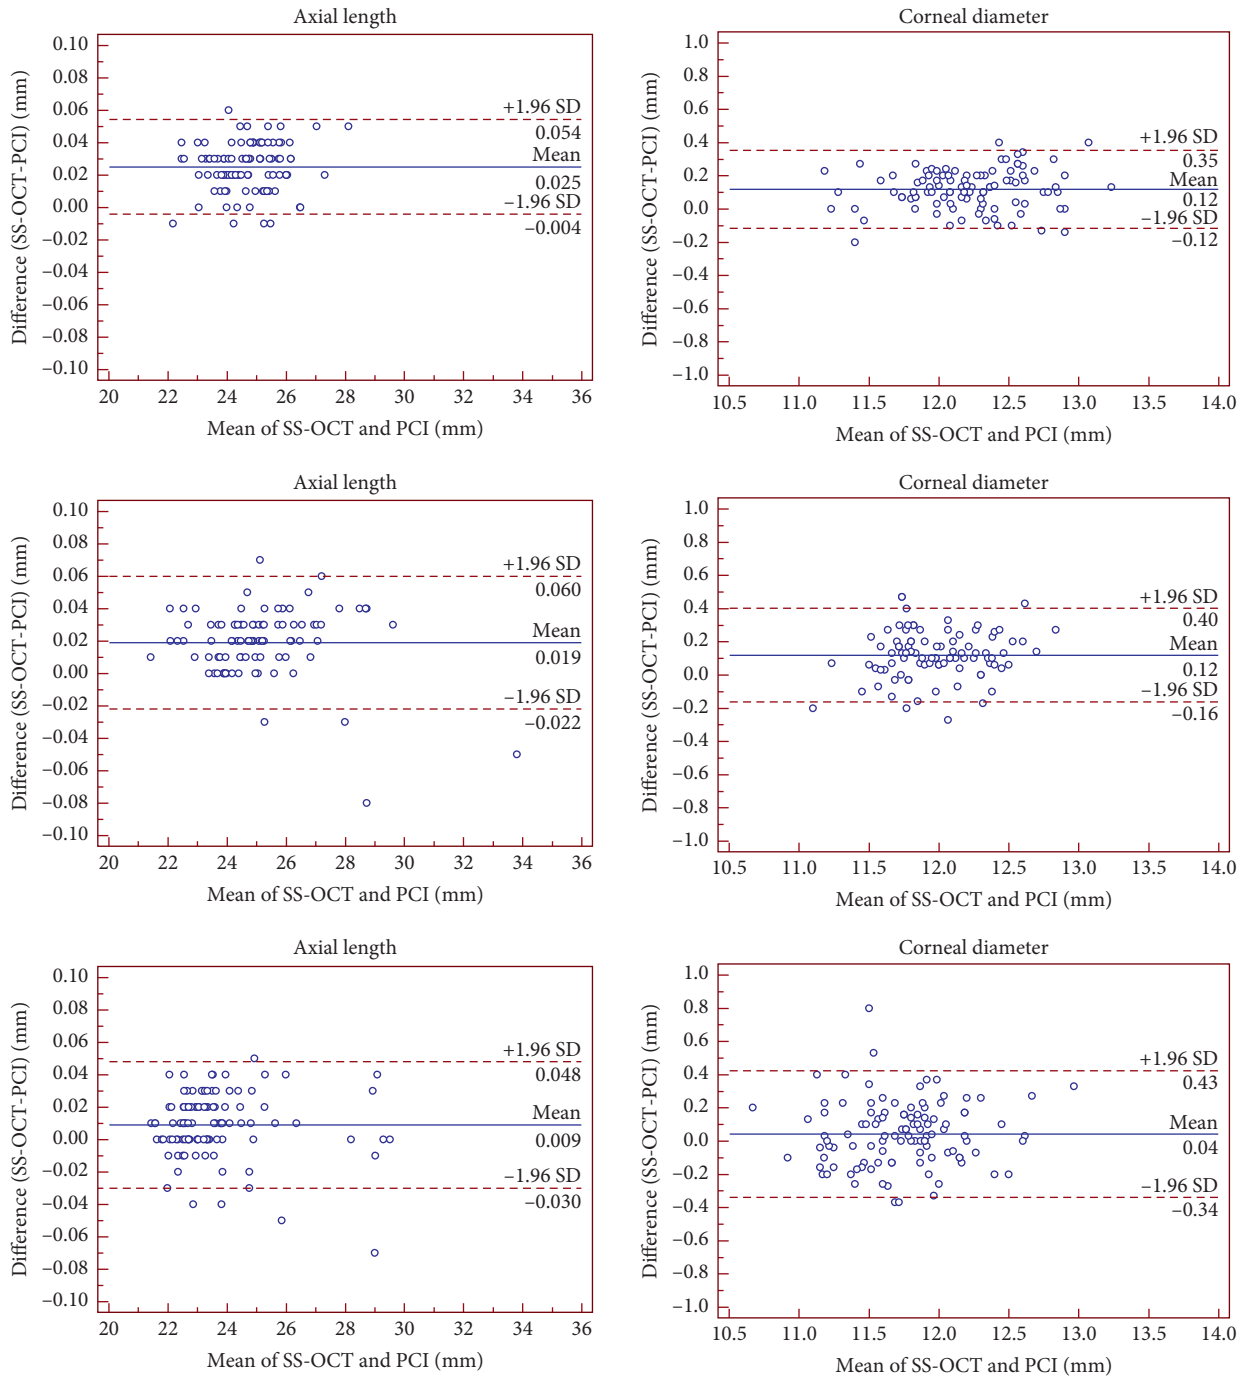 Axial length
Difference (SS-OCT-PCI) (mm)
0.10
0.08
0.06
0.04
0.02
0.00
−0.02
−0.04
−0.06
−0.08
−0.10
+1.96 SD
0.054
Mean
0.025
−1.96 SD
−0.004
20 22 24 26 28 30 32 34 36
Mean of SS-OCT and PCI (mm)
Corneal diameter
Difference (SS-OCT-PCI) (mm)
1.0
0.8
0.6
0.4
0.2
0.0
−0.2
−0.4
−0.6
−0.8
−1.0
+1.96 SD
0.35
Mean
0.12
−1.96 SD
−0.12
10.5 11.0 11.5 12.0 12.5 13.0 13.5 14.0
Mean of SS-OCT and PCI (mm)
Axial length
Difference (SS-OCT-PCI) (mm)
0.10
0.08
0.06
0.04
0.02
0.00
−0.02
−0.04
−0.06
−0.08
−0.10
+1.96 SD
0.060
Mean
0.019
−1.96 SD
−0.022
20 22 24 26 28 30 32 34 36
Mean of SS-OCT and PCI (mm)
Corneal diameter
Difference (SS-OCT-PCI) (mm)
1.0
0.8
0.6
0.4
0.2
0.0
−0.2
−0.4
−0.6
−0.8
−1.0
+1.96 SD
0.40
Mean
0.12
−1.96 SD
−0.16
10.5 11.0 11.5 12.0 12.5 13.0 13.5 14.0
Mean of SS-OCT and PCI (mm)
Axial length
Difference (SS-OCT-PCI) (mm)
0.10
0.08
0.06
0.04
0.02
0.00
−0.02
−0.04
−0.06
−0.08
−0.10
+1.96 SD
0.048
Mean
0.009
−1.96 SD
−0.030
20 22 24 26 28 30 32 34 36
Mean of SS-OCT and PCI (mm)
Corneal diameter
Difference (SS-OCT-PCI) (mm)
1.0
0.8
0.6
0.4
0.2
0.0
−0.2
−0.4
−0.6
−0.8
−1.0
+1.96 SD
0.43
Mean
0.04
−1.96 SD
−0.34
10.5 11.0 11.5 12.0 12.5 13.0 13.5 14.0
Mean of SS-OCT and PCI (mm)